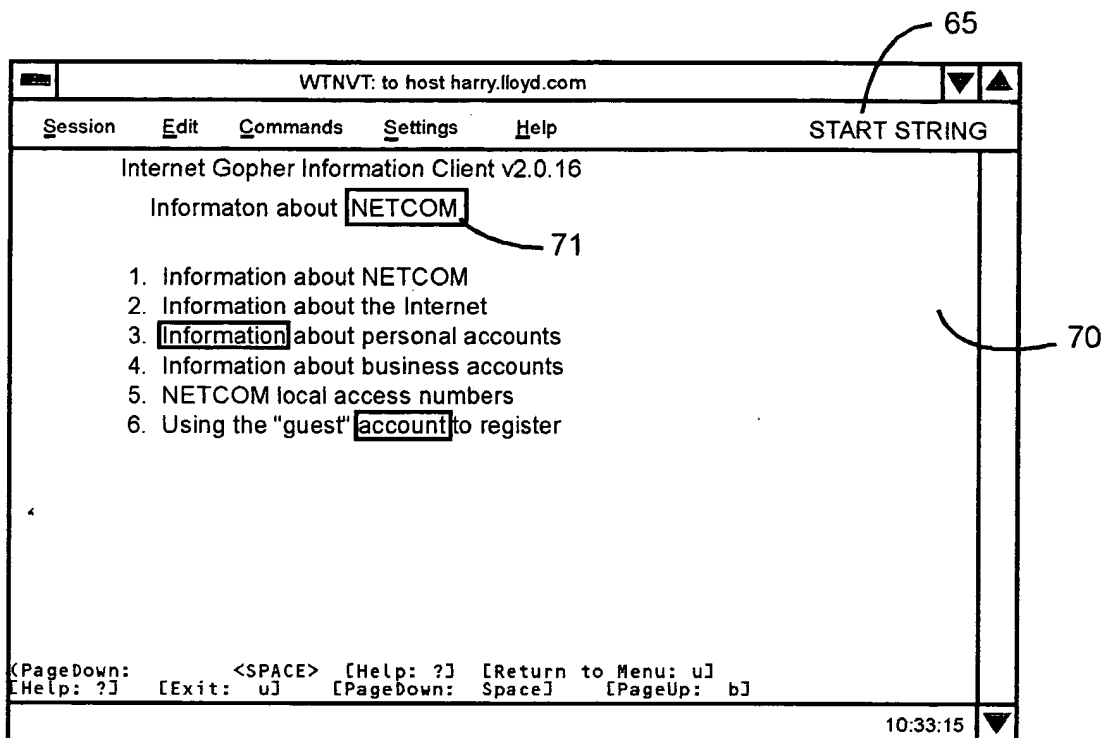 65
WTNVT: to host harry.lloyd.com
Session Edit Commands Settings Help START STRING
Internet Gopher Information Client v2.0.16
Informaton about NETCOM
71
1. Information about NETCOM
2. Information about the Internet
3. Information about personal accounts
70
4. Information about business accounts
5. NETCOM local access numbers
6. Using the "guest" account to register
(PageDown: <SPACE> [Help: ?] [Return to Menu: u]
[Help: ?] [Exit: u] [PageDown: Space] [PageUp: b]
10:33:15